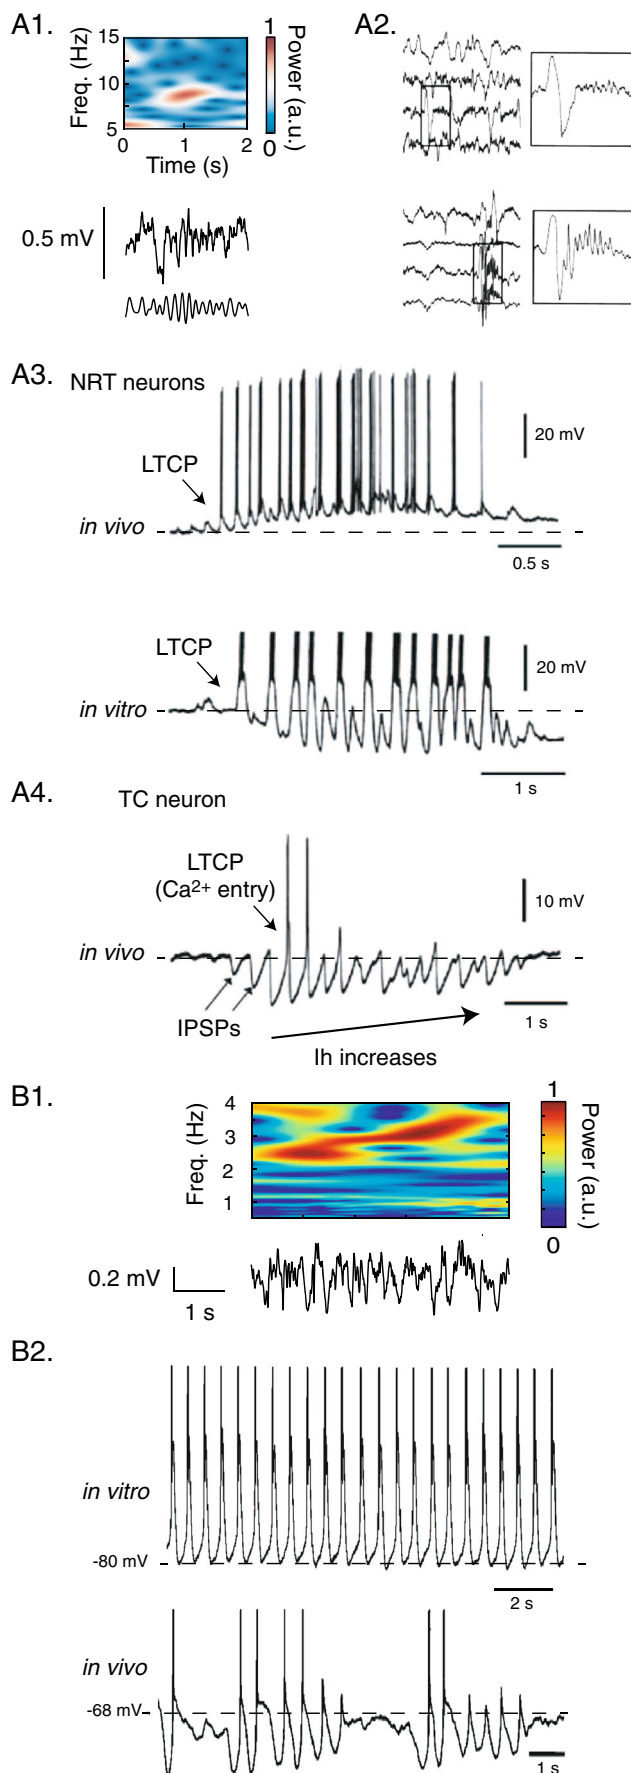 A1.
Freq. (Hz)
15
10
5
0
1
2
Time (s)
1
0
Power (a.u.)
0.5 mV
A2.
A3.
NRT neurons
LTCP
in vivo
20 mV
0.5 s
LTCP
in vitro
20 mV
1 s
A4.
TC neuron
LTCP
(Ca2+ entry)
in vivo
10 mV
IPSPs
1 s
Ih increases
B1.
Freq. (Hz)
4
3
2
1
1
0
Power (a.u.)
0.2 mV
1 s
B2.
in vitro
-80 mV
2 s
in vivo
-68 mV
1 s